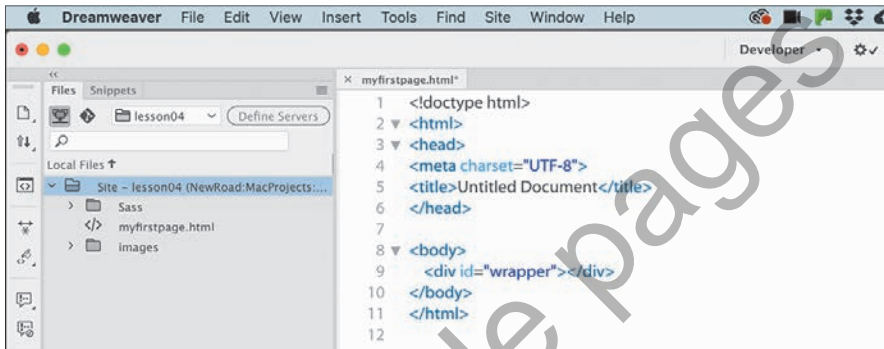 Dreamweaver File Edit View Insert Tools Find Site Window Help
Developer
Files Snippets
lesson04 Define Servers
Local Files
Site – lesson04 (NewRoad:MacProjects:...
Sass
</> myfirstpage.html
images
× myfirstpage.html*
1 <!doctype html>
2 <html>
3 <head>
4 <meta charset="UTF-8">
5 <title>Untitled Document</title>
6 </head>
7
8 <body>
9 <div id="wrapper"></div>
10 </body>
11 </html>
12
pages